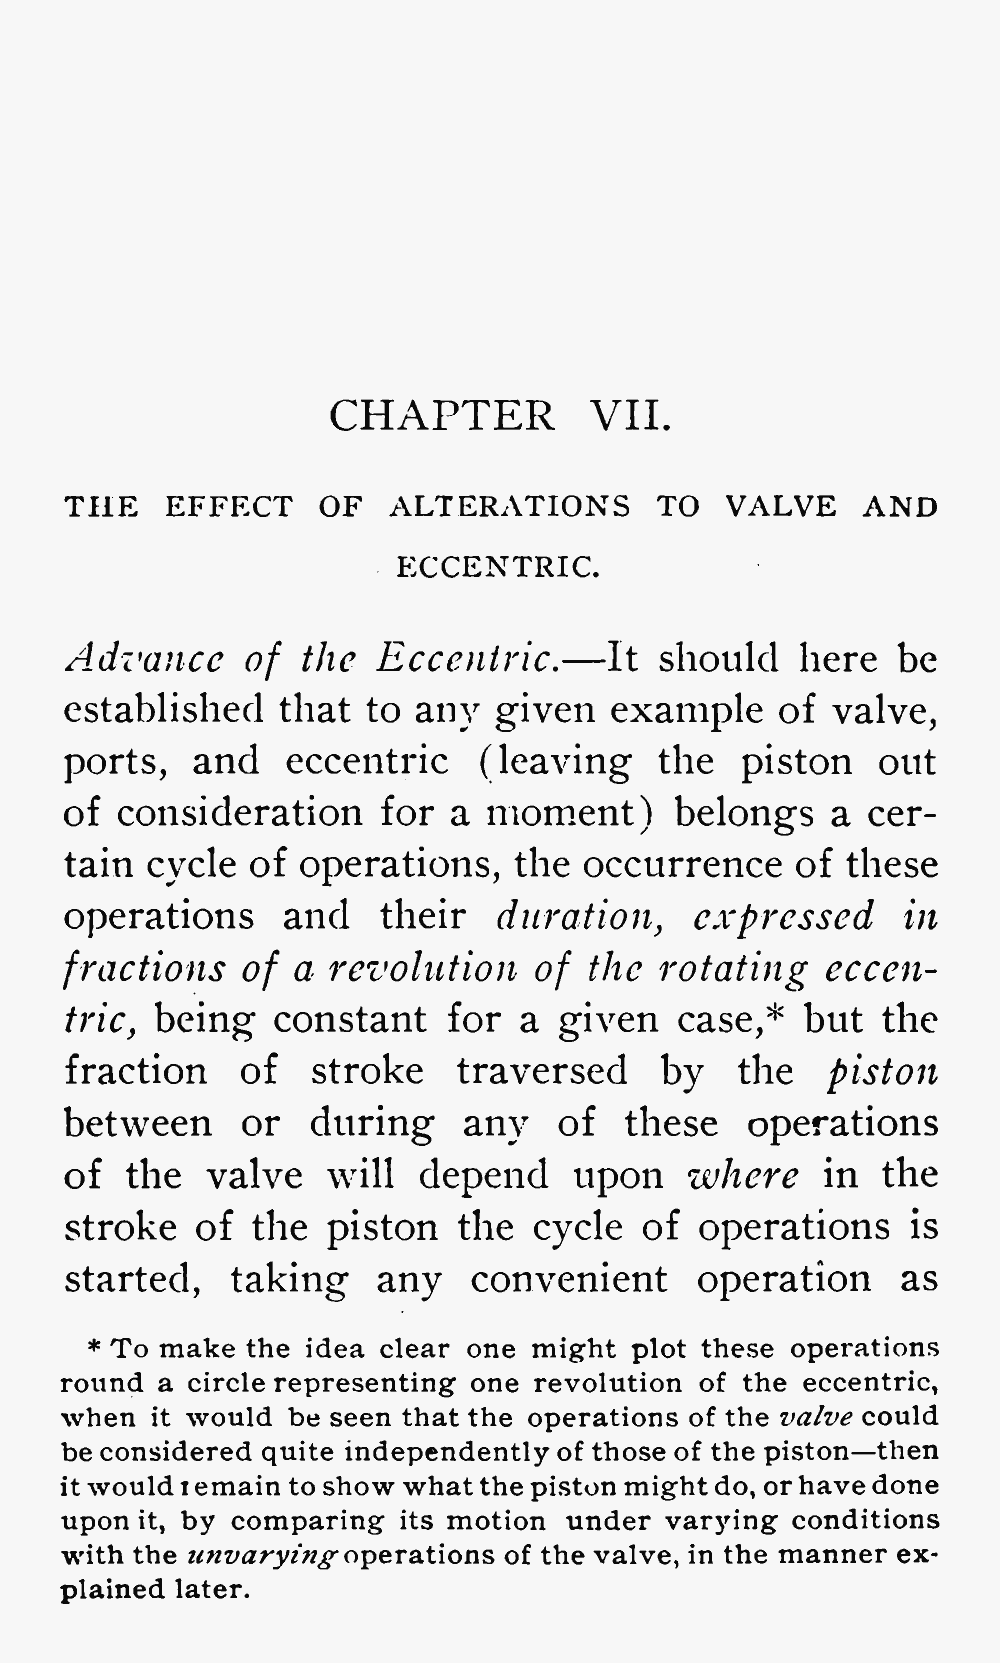 CHAPTER VII.
THE EFFECT OF ALTERATIONS TO VALVE AND
ECCENTRIC.
Advance of the Eccentric.—It should here be
established that to any given example of valve,
ports, and eccentric (leaving the piston out
of consideration for a moment) belongs a cer-
tain cycle of operations, the occurrence of these
operations and their duration, expressed in
fractions of a revolution of the rotating eccen-
tric, being constant for a given case,* but the
fraction of stroke traversed by the piston
between or during any of these operations
of the valve will depend upon where in the
stroke of the piston the cycle of operations is
started, taking any convenient operation as
* To make the idea clear one might plot these operations
round a circle representing one revolution of the eccentric,
when it would be seen that the operations of the valve could
be considered quite independently of those of the piston—then
it would remain to show what the piston might do, or have done
upon it, by comparing its motion under varying conditions
with the unvarying operations of the valve, in the manner ex-
plained later.